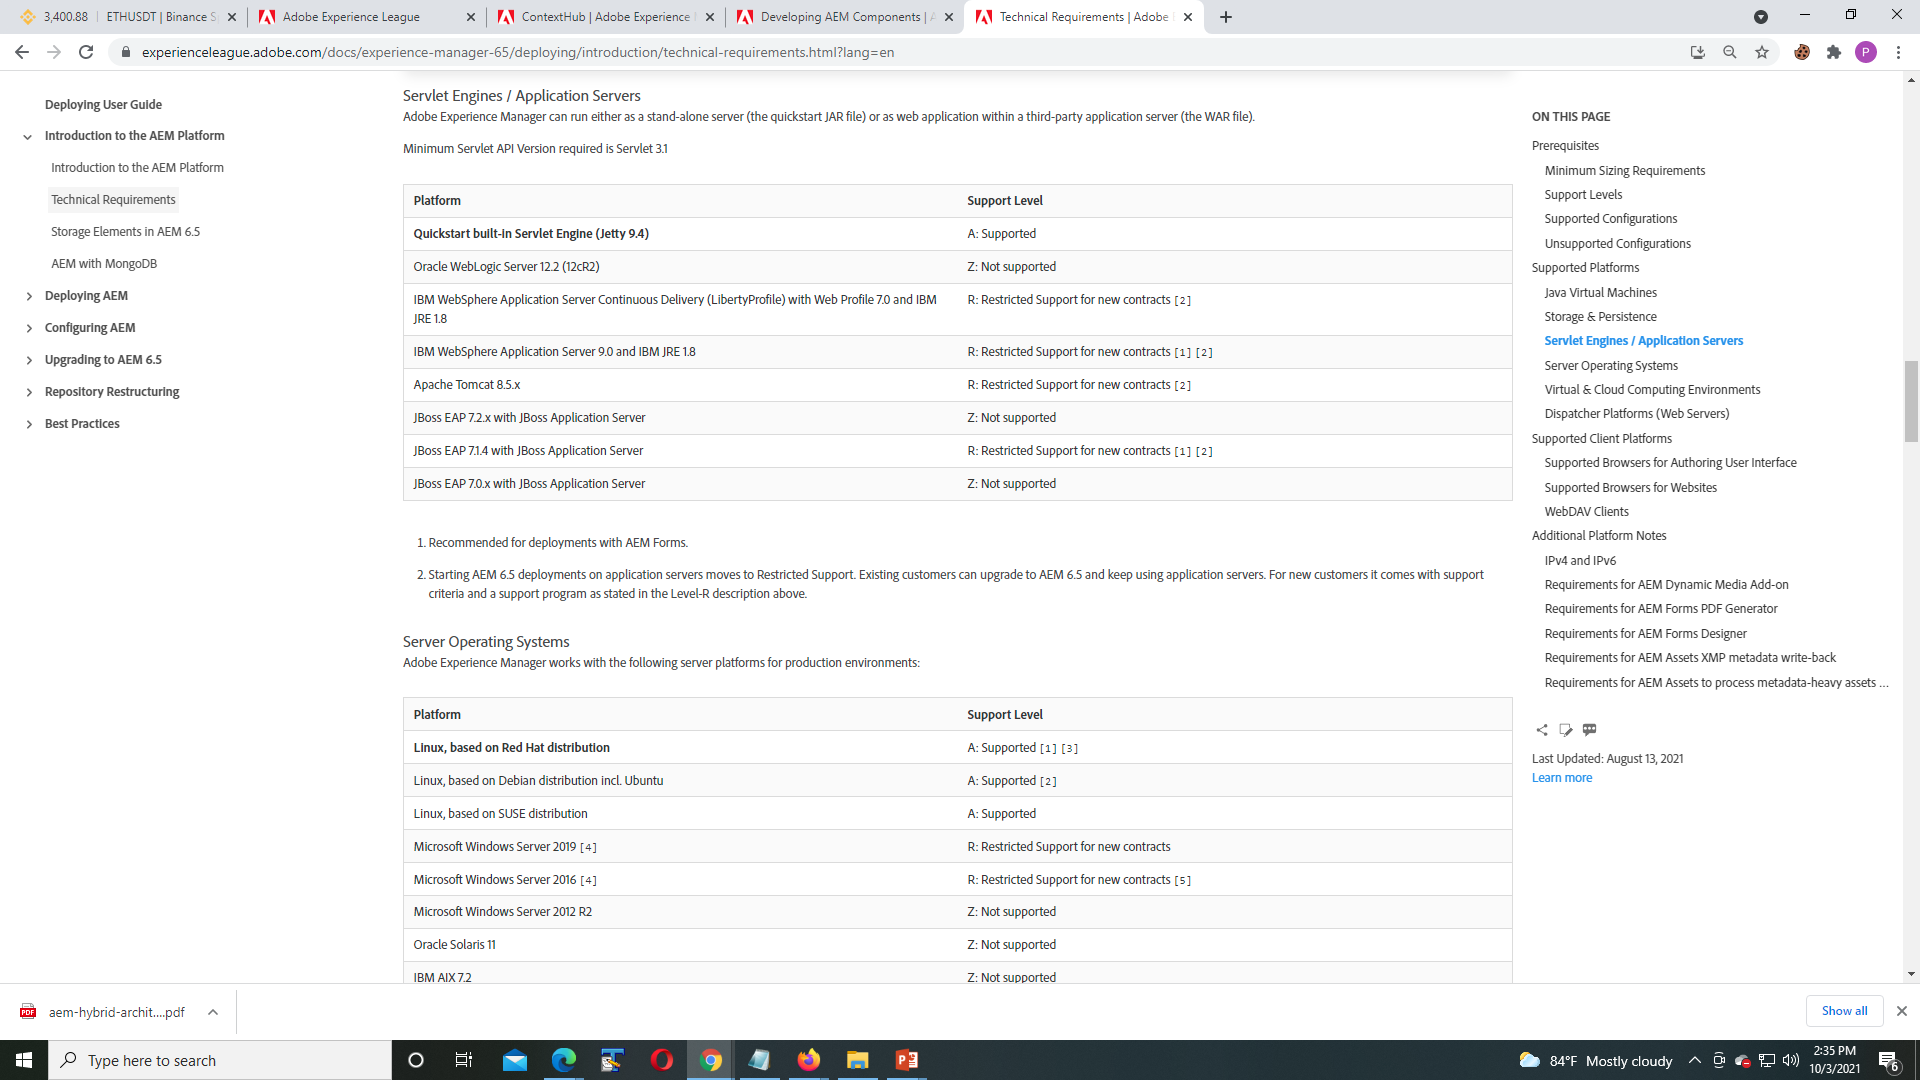 3,400.88
ETHUSDT | Binance S
Adobe Experience League
ContextHub | Adobe Experience
Developing AEM Components |
Technical Requirements | Adobe
experienceleague.adobe.com/docs/experience-manager-65/deploying/introduction/technical-requirements.html?lang=en
P
Deploying User Guide
Introduction to the AEM Platform
Introduction to the AEM Platform
Technical Requirements
Storage Elements in AEM 6.5
AEM with MongoDB
Deploying AEM
Configuring AEM
Upgrading to AEM 6.5
Repository Restructuring
Best Practices
Servlet Engines / Application Servers
Adobe Experience Manager can run either as a stand-alone server (the quickstart JAR file) or as web application within a third-party application server (the WAR file).
Minimum Servlet API Version required is Servlet 3.1
Platform Support Level
Quickstart built-in Servlet Engine (Jetty 9.4) A: Supported
Oracle WebLogic Server 12.2 (12cR2) Z: Not supported
IBM WebSphere Application Server Continuous Delivery (LibertyProfile) with Web Profile 7.0 and IBM R: Restricted Support for new contracts [2]
JRE 1.8
IBM WebSphere Application Server 9.0 and IBM JRE 1.8 R: Restricted Support for new contracts [1] [2]
Apache Tomcat 8.5.x R: Restricted Support for new contracts [2]
JBoss EAP 7.2.x with JBoss Application Server Z: Not supported
JBoss EAP 7.1.4 with JBoss Application Server R: Restricted Support for new contracts [1] [2]
JBoss EAP 7.0.x with JBoss Application Server Z: Not supported
1. Recommended for deployments with AEM Forms.
2. Starting AEM 6.5 deployments on application servers moves to Restricted Support. Existing customers can upgrade to AEM 6.5 and keep using application servers. For new customers it comes with support
criteria and a support program as stated in the Level-R description above.
Server Operating Systems
Adobe Experience Manager works with the following server platforms for production environments:
Platform Support Level
Linux, based on Red Hat distribution A: Supported [1] [3]
Linux, based on Debian distribution incl. Ubuntu A: Supported [2]
Linux, based on SUSE distribution A: Supported
Microsoft Windows Server 2019 [4] R: Restricted Support for new contracts
Microsoft Windows Server 2016 [4] R: Restricted Support for new contracts [5]
Microsoft Windows Server 2012 R2 Z: Not supported
Oracle Solaris 11 Z: Not supported
IBM AIX 7.2 Z: Not supported
ON THIS PAGE
Prerequisites
Minimum Sizing Requirements
Support Levels
Supported Configurations
Unsupported Configurations
Supported Platforms
Java Virtual Machines
Storage & Persistence
Servlet Engines / Application Servers
Server Operating Systems
Virtual & Cloud Computing Environments
Dispatcher Platforms (Web Servers)
Supported Client Platforms
Supported Browsers for Authoring User Interface
Supported Browsers for Websites
WebDAV Clients
Additional Platform Notes
IPv4 and IPv6
Requirements for AEM Dynamic Media Add-on
Requirements for AEM Forms PDF Generator
Requirements for AEM Forms Designer
Requirements for AEM Assets XMP metadata write-back
Requirements for AEM Assets to process metadata-heavy assets ...
Last Updated: August 13, 2021
Learn more
PDF
aem-hybrid-archit....pdf
Show all
Type here to search
84°F Mostly cloudy
2:35 PM
10/3/2021
6